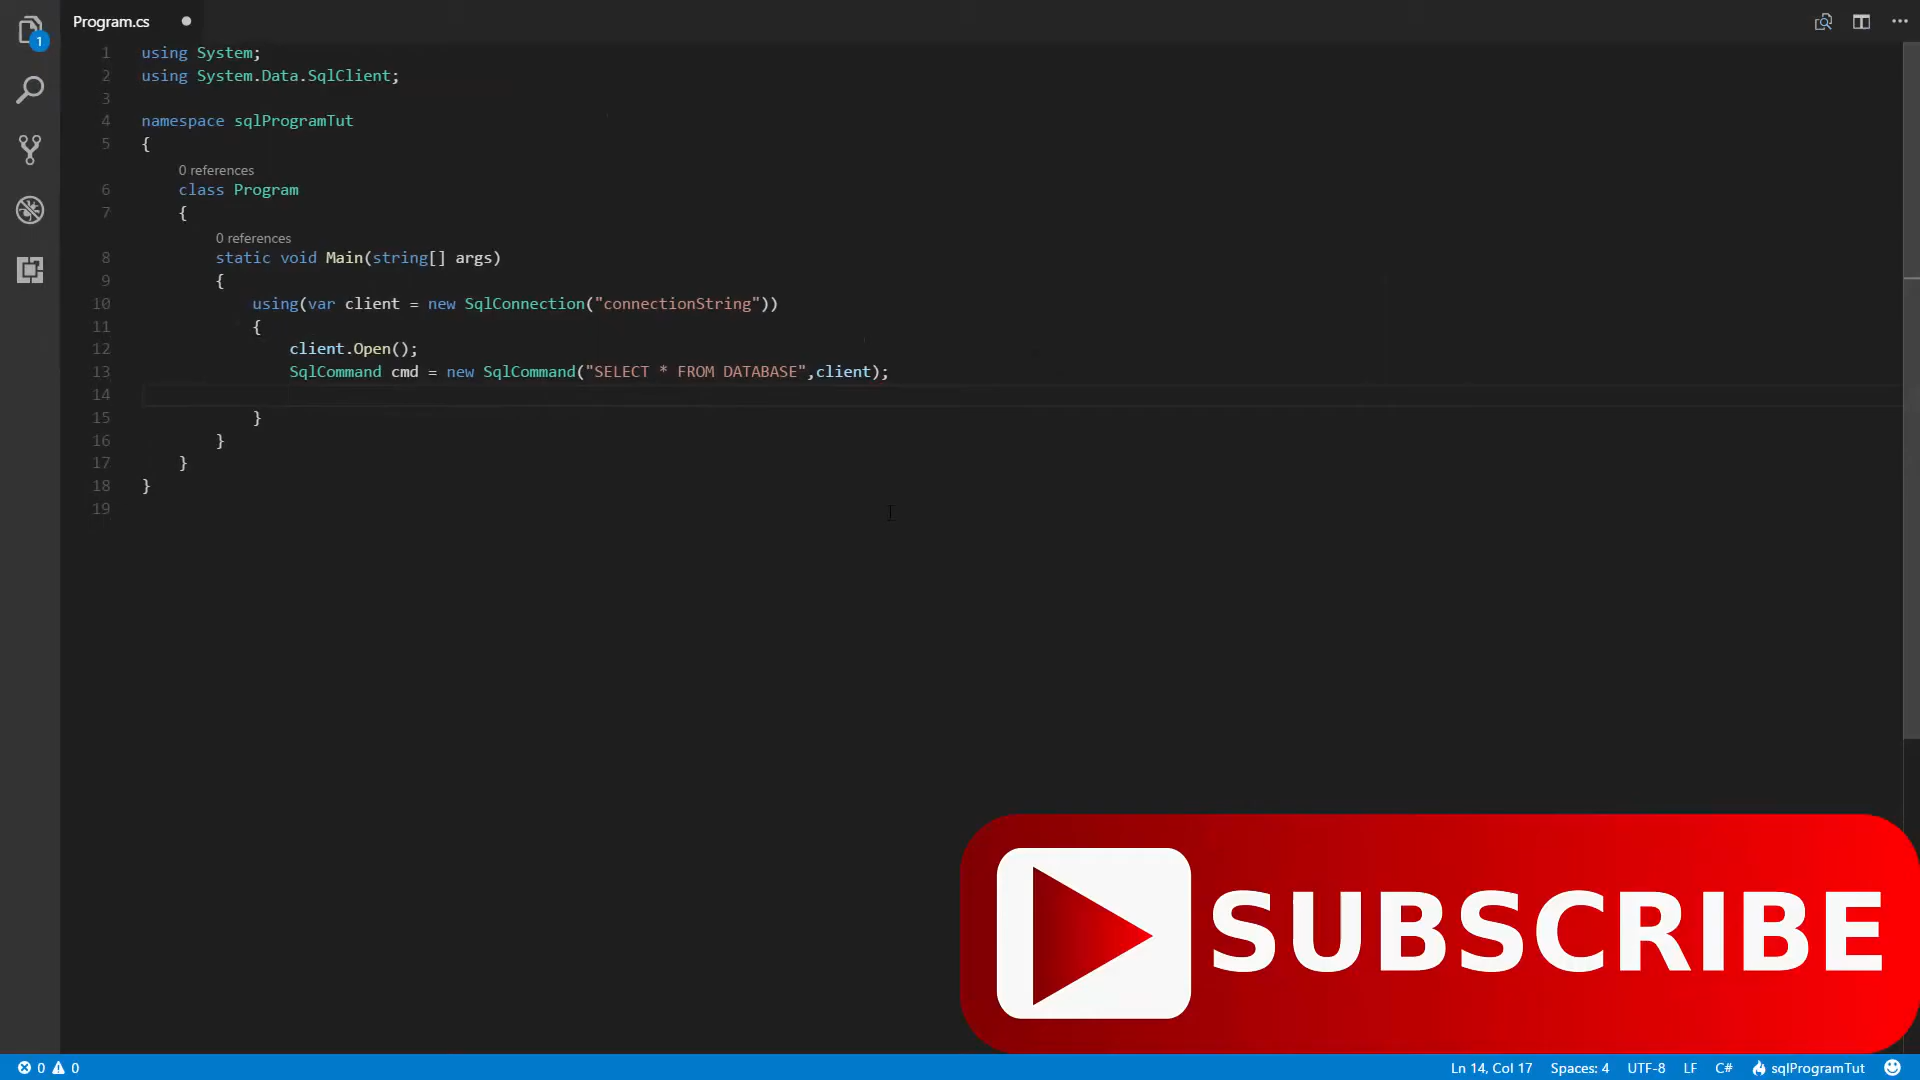 Program.cs
1
1 using System;
2 using System.Data.SqlClient;
3
4 namespace sqlProgramTut
5 {
0 references
6 class Program
7 {
0 references
8 static void Main(string[] args)
9 {
10 using(var client = new SqlConnection("connectionString"))
11 {
12 client.Open();
13 SqlCommand cmd = new SqlCommand("SELECT * FROM DATABASE",client);
14
15 }
16 }
17 }
18 }
19
SUBSCRIBE
0 0 Ln 14, Col 17 Spaces: 4 UTF-8 LF C# sqlProgramTut